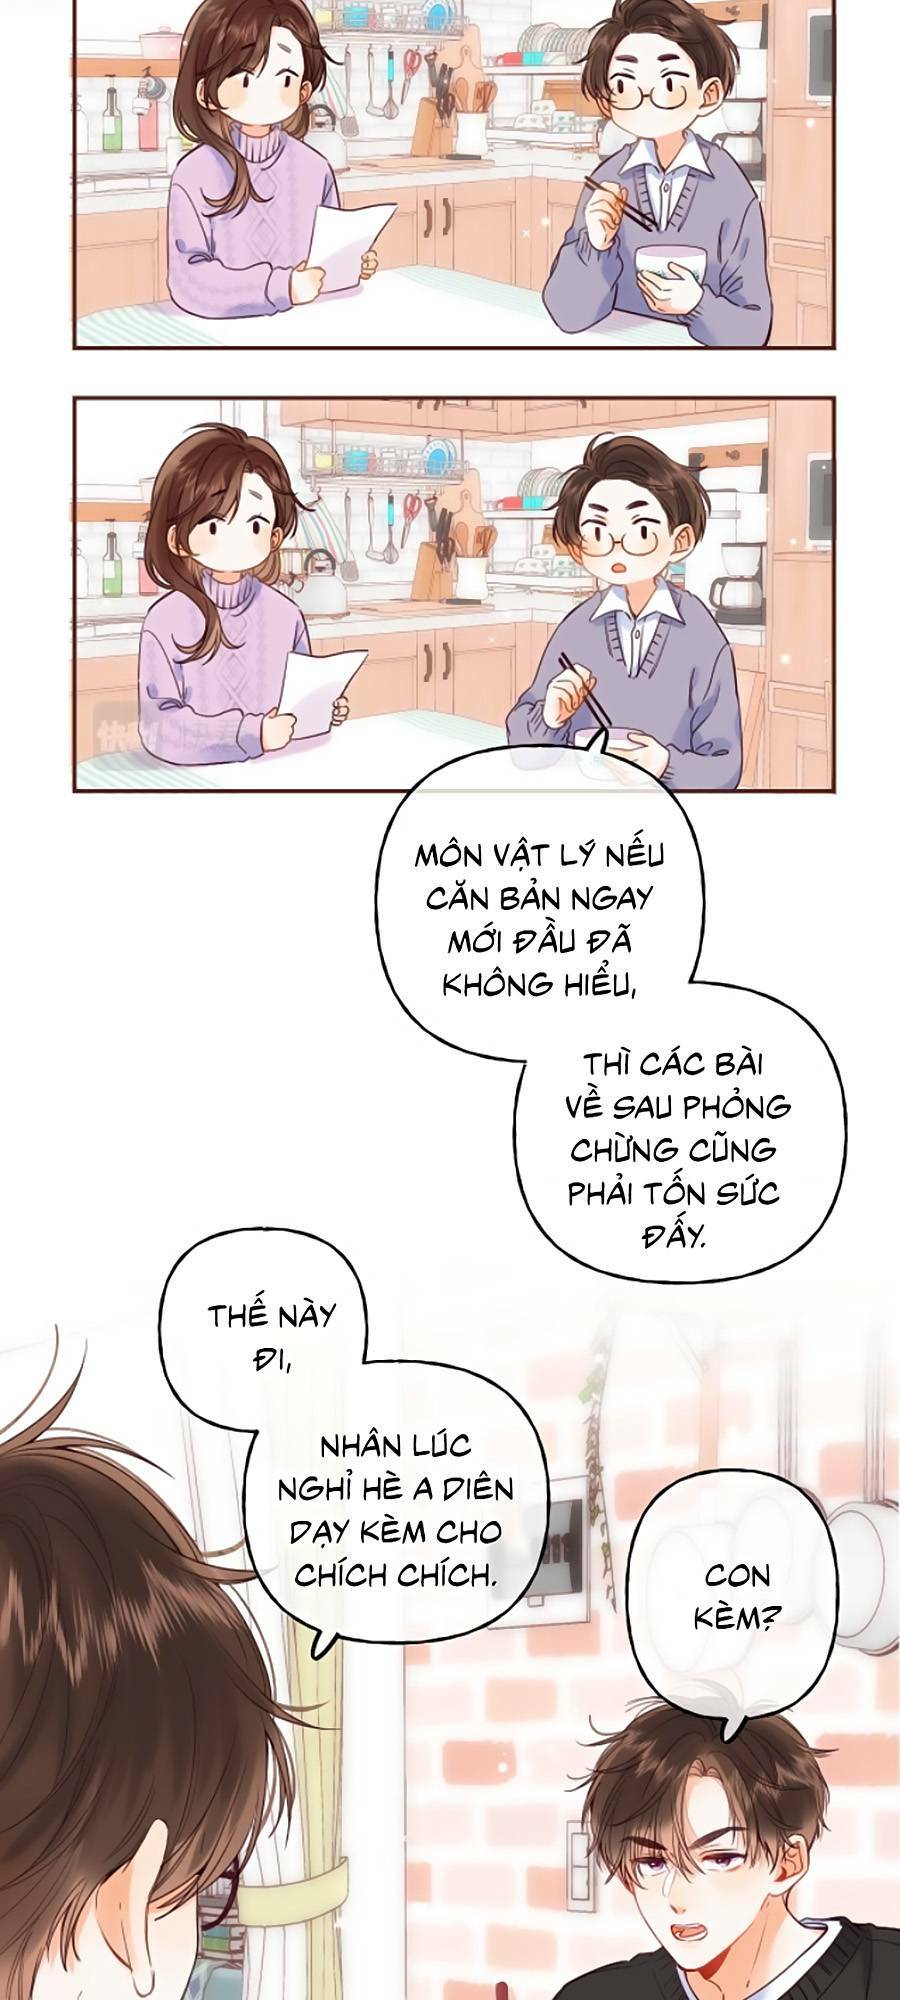 MÔN VẬT LÝ NẾU
CĂN BẢN NGAY
MỚI ĐẦU ĐÃ
KHÔNG HIỂU,
THÌ CÁC BÀI
VỀ SAU PHỎNG
CHỪNG CŨNG
PHẢI TỐN SỨC
ĐẤY.
THẾ NÀY
ĐI,
NHÂN LÚC
NGHỈ HÈ A DIÊN
DẠY KÈM CHO
CHÍCH CHÍCH.
CON
KÈM?